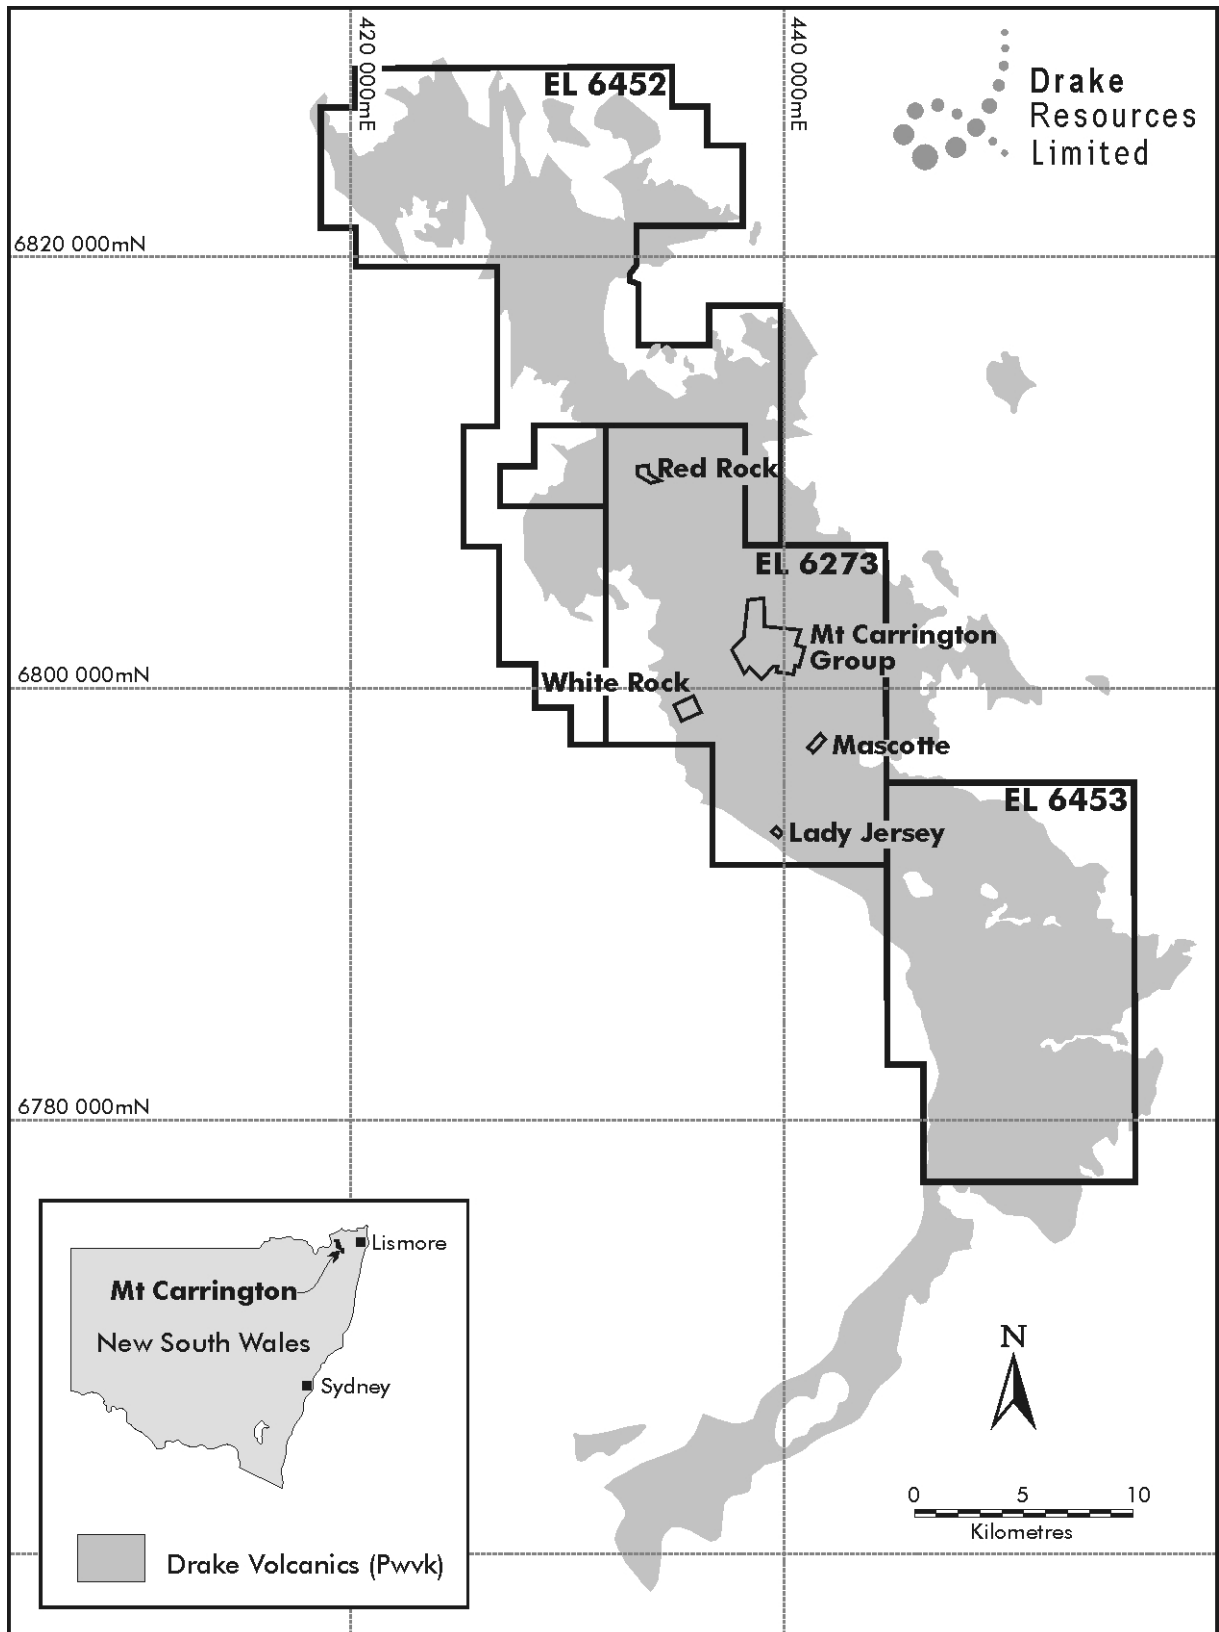 420 000mE
440 000mE
EL 6452
Drake
Resources
Limited
6820 000mN
Red Rock
EL 6273
Mt Carrington
Group
6800 000mN
White Rock
Mascotte
EL 6453
Lady Jersey
6780 000mN
Lismore
Mt Carrington
New South Wales
Sydney
N
0 5 10
Kilometres
Drake Volcanics (Pwvk)